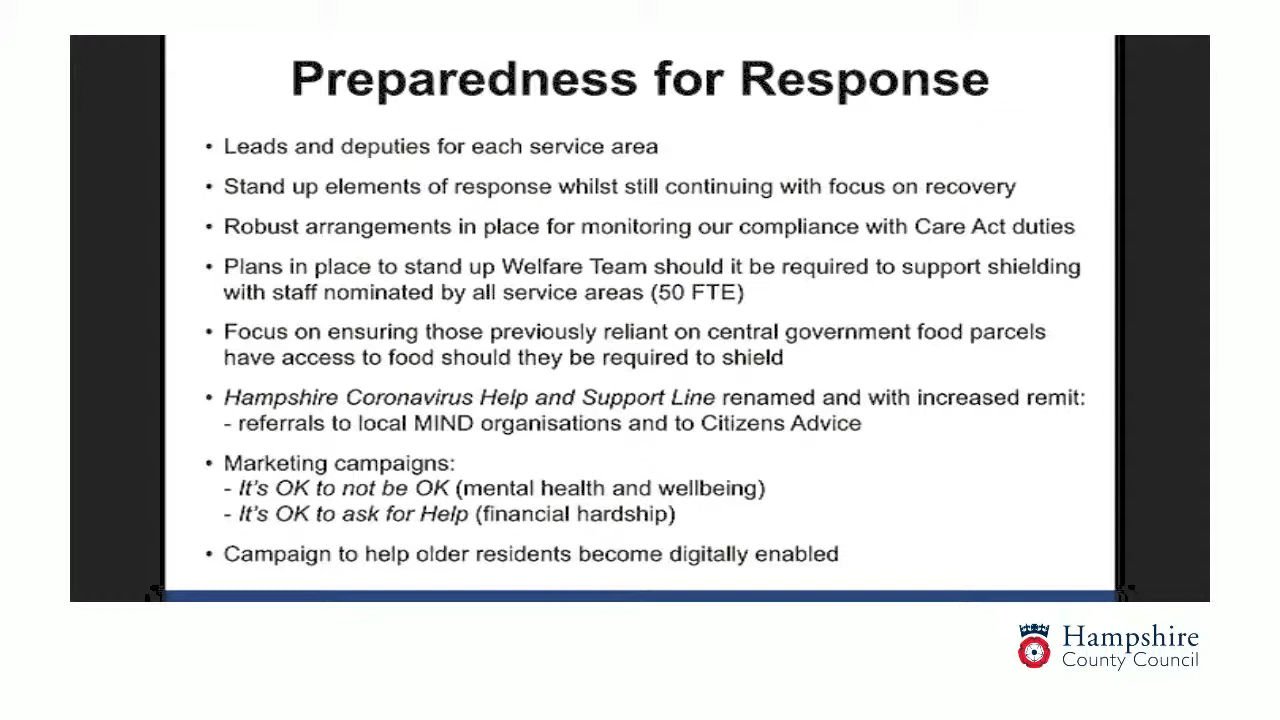 Preparedness for Response
• Leads and deputies for each service area
• Stand up elements of response whilst still continuing with focus on recovery
• Robust arrangements in place for monitoring our compliance with Care Act duties
• Plans in place to stand up Welfare Team should it be required to support shielding
with staff nominated by all service areas (50 FTE)
• Focus on ensuring those previously reliant on central government food parcels
have access to food should they be required to shield
• Hampshire Coronavirus Help and Support Line renamed and with increased remit:
- referrals to local MIND organisations and to Citizens Advice
• Marketing campaigns:
- It's OK to not be OK (mental health and wellbeing)
- It's OK to ask for Help (financial hardship)
• Campaign to help older residents become digitally enabled
Hampshire
County Council